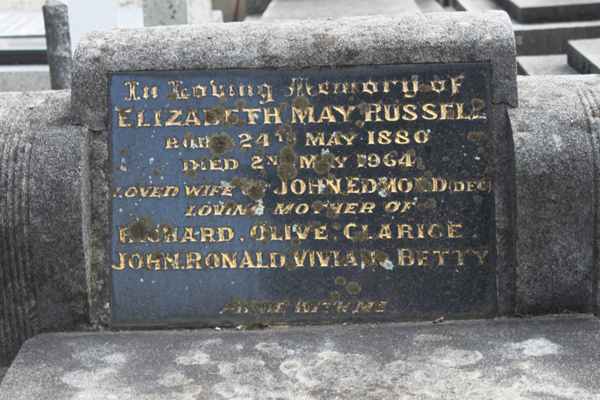 In Loving Memory of
ELIZABETH MAY RUSSELL
BORN 24TH MAY 1880
DIED 2ND MAY 1964
LOVED WIFE OF JOHN EDMOND (DEC)
LOVING MOTHER OF
RICHARD, OLIVE, CLARICE,
JOHN, RONALD, VIVIAN, BETTY
ABIDE WITH ME